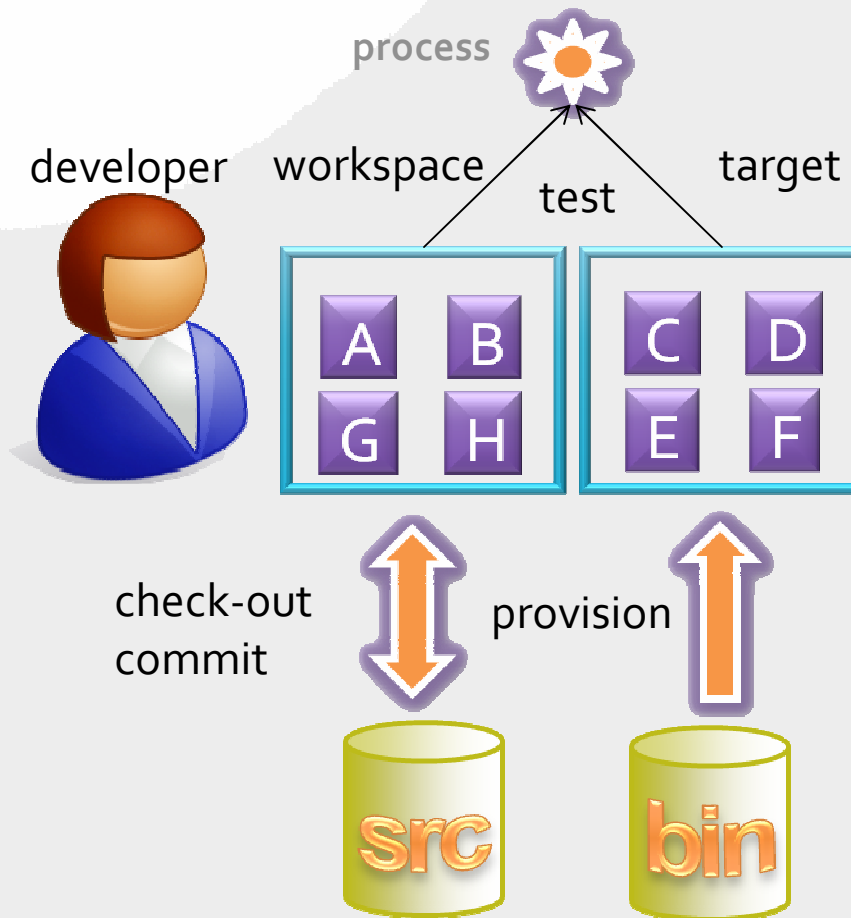 process
developer
workspace
target
test
A B
C D
G H
E F
check-out
commit
provision
src
bin